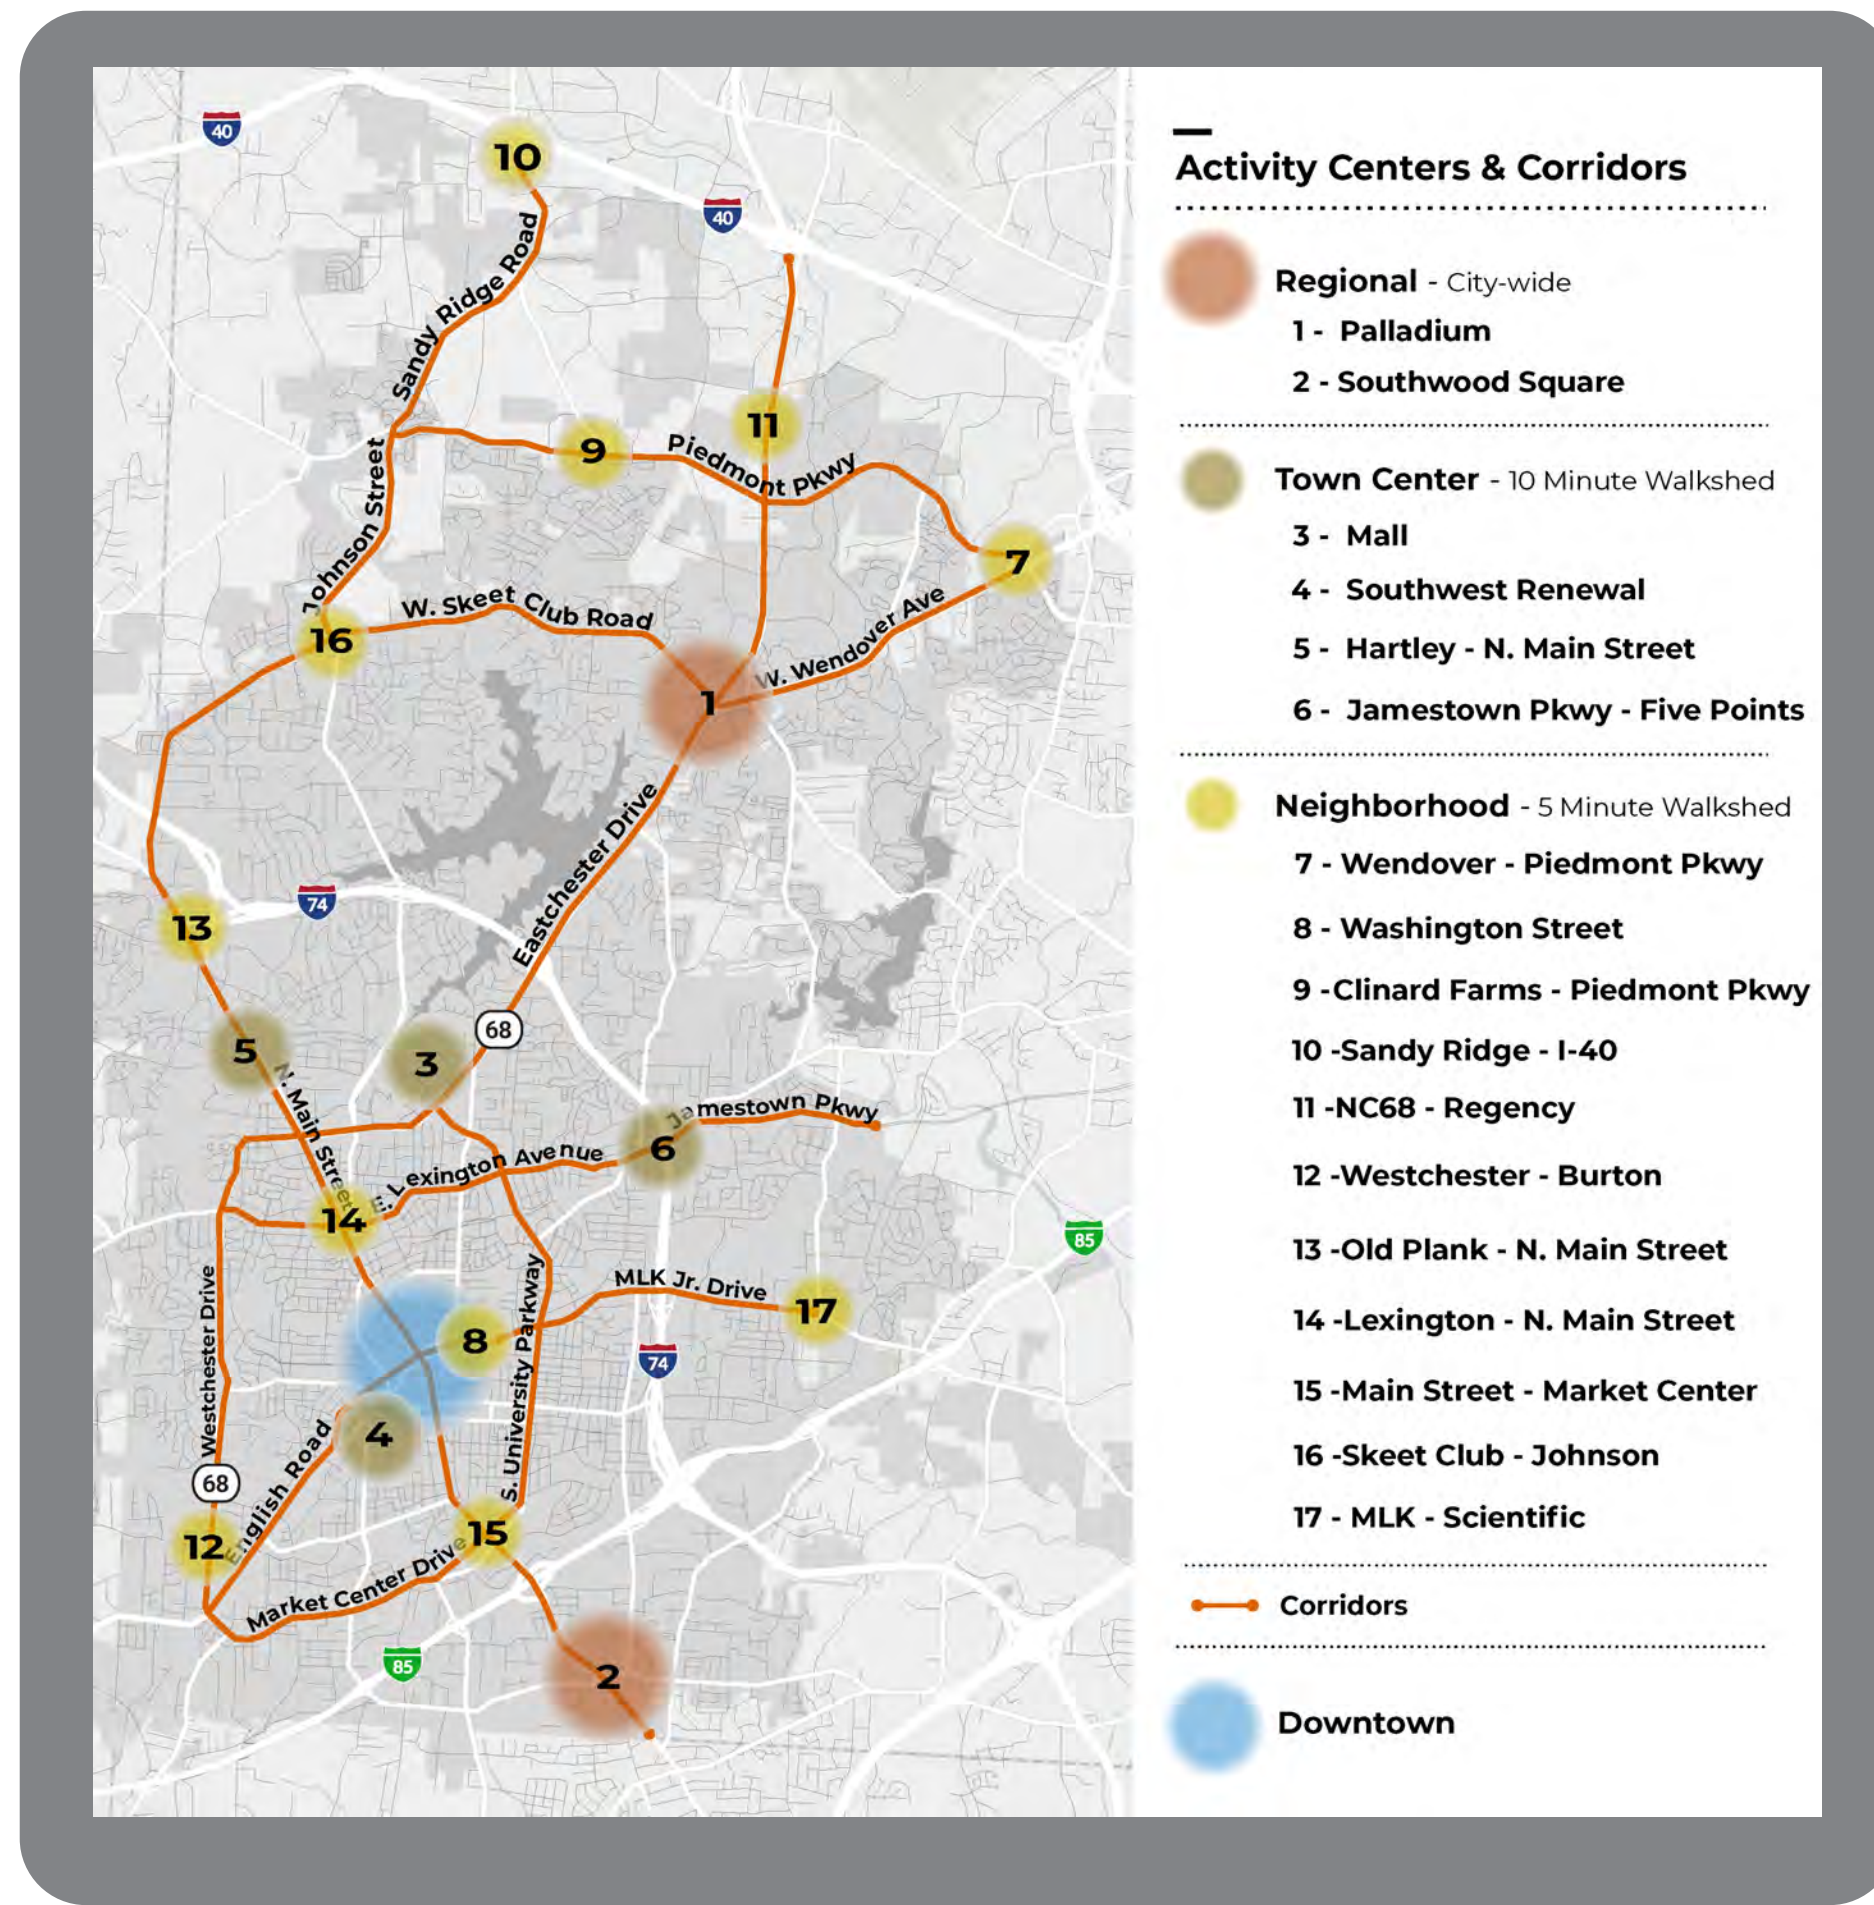 40
10
40
Sandy Ridge Road
11
9
Piedmont Pkwy
Johnson Street
7
W. Skeet Club Road
16
W. Wendover Ave
1
Eastchester Drive
74
13
68
5
3
N. Main Street
Jamestown Pkwy
6
E. Lexington Avenue
14
85
Westchester Drive
MLK Jr. Drive
17
S. University Parkway
8
74
4
English Road
68
15
12
Market Center Drive
85
2
Activity Centers & Corridors
Regional - City-wide
1 - Palladium
2 - Southwood Square
Town Center - 10 Minute Walkshed
3 - Mall
4 - Southwest Renewal
5 - Hartley - N. Main Street
6 - Jamestown Pkwy - Five Points
Neighborhood - 5 Minute Walkshed
7 - Wendover - Piedmont Pkwy
8 - Washington Street
9 -Clinard Farms - Piedmont Pkwy
10 -Sandy Ridge - I-40
11 -NC68 - Regency
12 -Westchester - Burton
13 -Old Plank - N. Main Street
14 -Lexington - N. Main Street
15 -Main Street - Market Center
16 -Skeet Club - Johnson
17 - MLK - Scientific
Corridors
Downtown